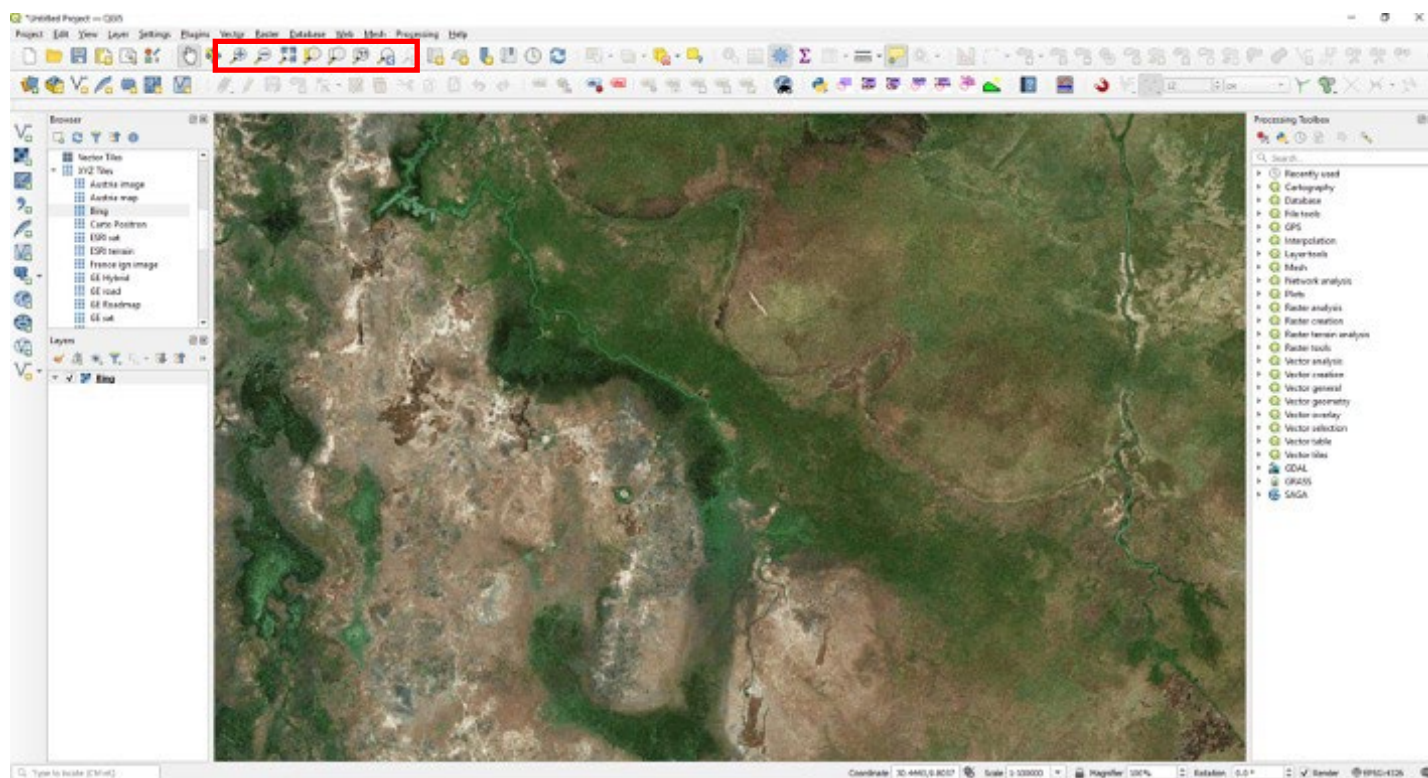 *Untitled Project — QGIS
Project Edit View Layer Settings Plugins Vector Raster Database Web Mesh Processing Help
Browser
Vector Tiles
XYZ Tiles
Austria image
Austria map
Bing
Carto Positron
ESRI sat
ESRI terrain
France ign image
GE Hybrid
GE road
GE Roadmap
GE sat
Layers
Bing
Processing Toolbox
Search...
Recently used
Cartography
Database
File tools
GPS
Interpolation
Layer tools
Mesh
Network analysis
Plots
Raster analysis
Raster creation
Raster terrain analysis
Raster tools
Vector analysis
Vector creation
Vector general
Vector geometry
Vector overlay
Vector selection
Vector table
Vector tiles
GDAL
GRASS
SAGA
Type to locate (Ctrl+K)
Coordinate Scale Magnifier 100% Rotation 0.0 ° Render EPSG:4326